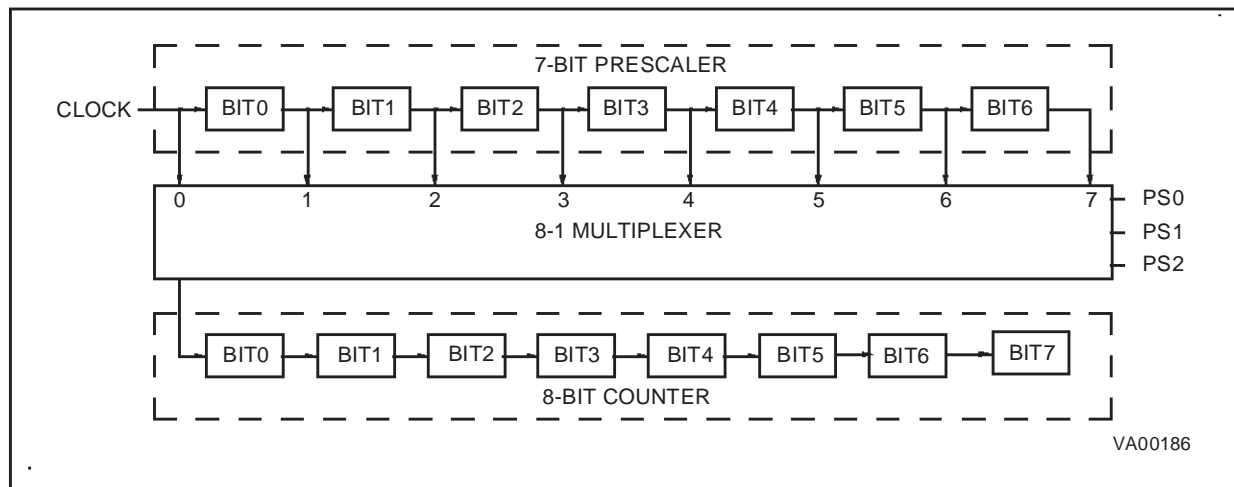 7-BIT PRESCALER
CLOCK BIT0 BIT1 BIT2 BIT3 BIT4 BIT5 BIT6
0 1 2 3 4 5 6 7 PS0
8-1 MULTIPLEXER PS1
PS2
BIT0 BIT1 BIT2 BIT3 BIT4 BIT5 BIT6 BIT7
8-BIT COUNTER
VA00186